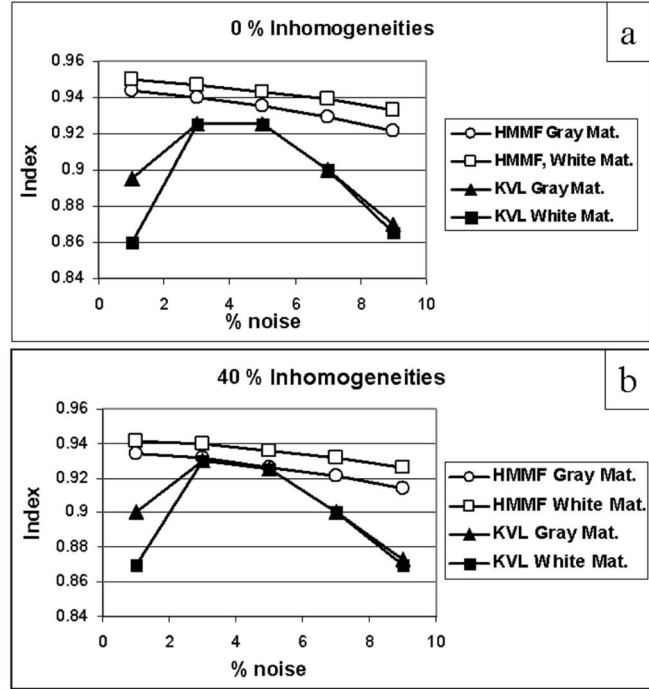 0 % Inhomogeneities
a
0.96
0.94
0.92
0.9
0.88
0.86
0.84
Index
0 2 4 6 8 10
% noise
HMMF Gray Mat.
HMMF, White Mat.
KVL Gray Mat.
KVL White Mat.
40 % Inhomogeneities
b
0.96
0.94
0.92
0.9
0.88
0.86
0.84
Index
0 2 4 6 8 10
% noise
HMMF Gray Mat.
HMMF White Mat.
KVL Gray Mat.
KVL White Mat.